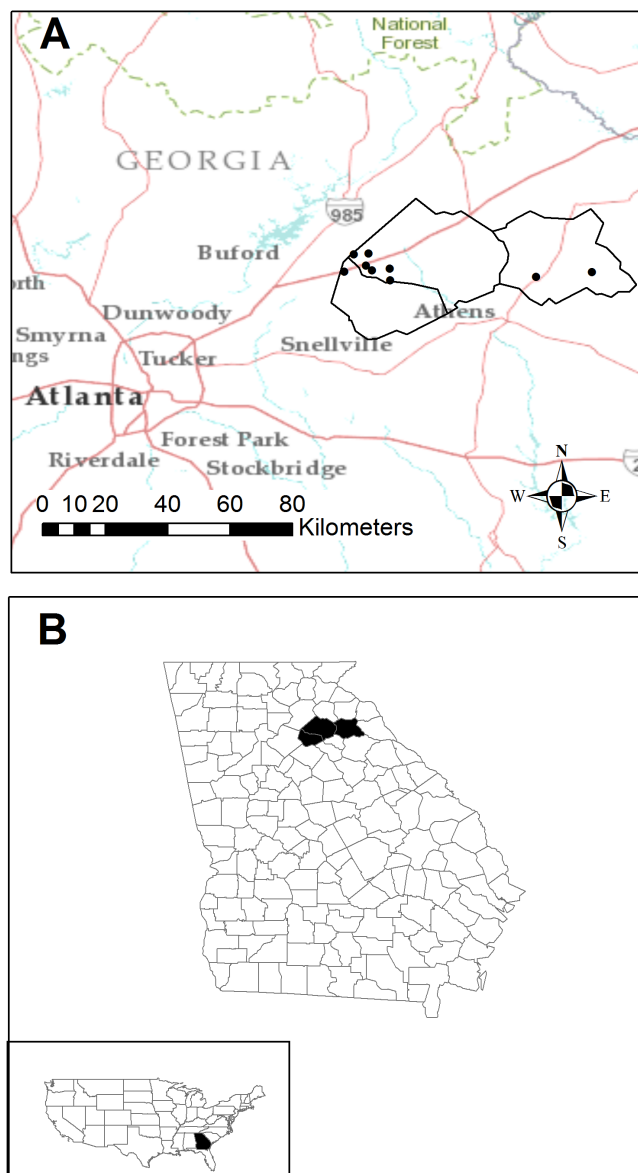 A
National
Forest
GEORGIA
985
Buford
orth
Dunwoody
Athens
Smyrna
Snellville
ngs
Tucker
Atlanta
Forest Park
Riverdale
Stockbridge
N
2
W E
S
0 10 20 40 60 80
Kilometers
B